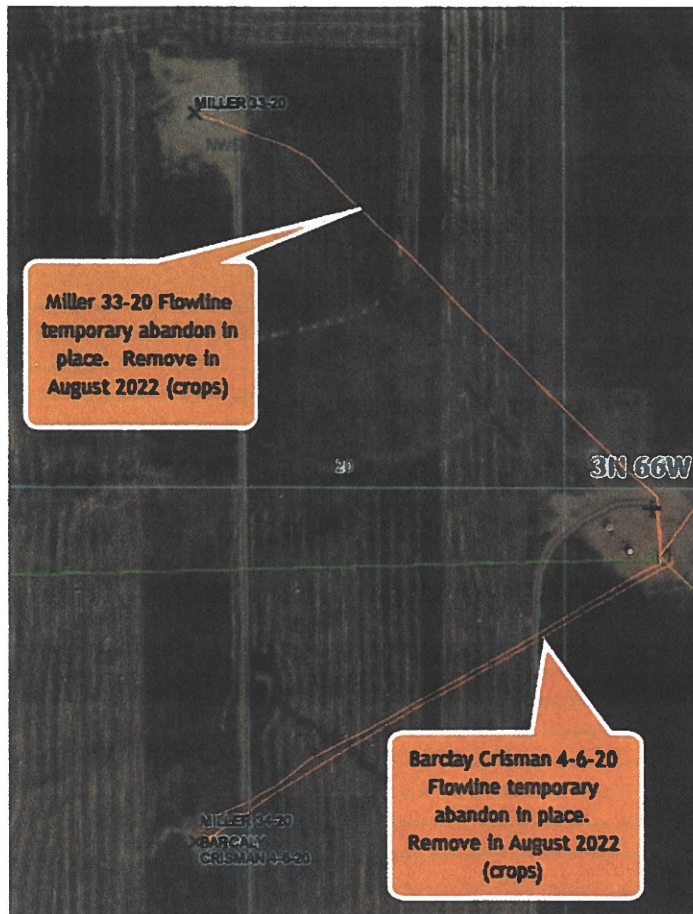 MILLER 33-20
Miller 33-20 Flowline
temporary abandon in
place. Remove in
August 2022 (crops)
20
3N 66W
Barclay Crisman 4-6-20
Flowline temporary
abandon in place.
Remove in August 2022
(crops)
MILLER 34-20
BARCALY
CRISMAN 4-6-20